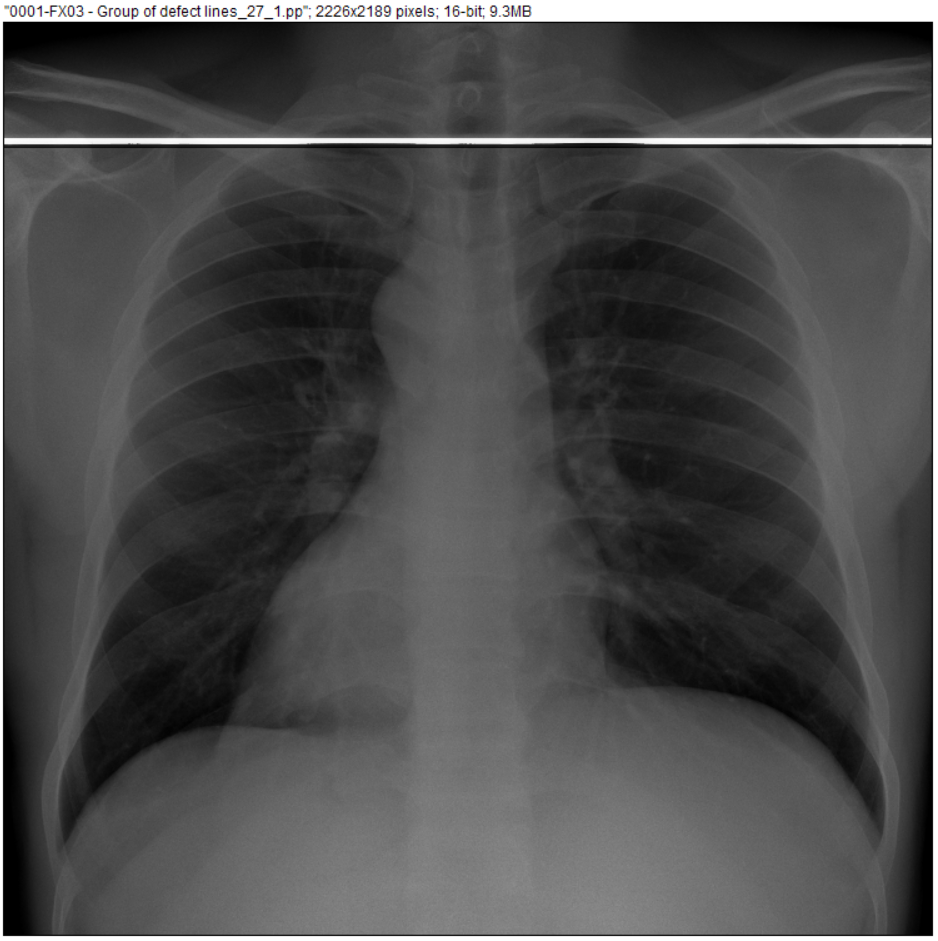 "0001-FX03 - Group of defect lines_27_1.pp"; 2226x2189 pixels; 16-bit; 9.3MB